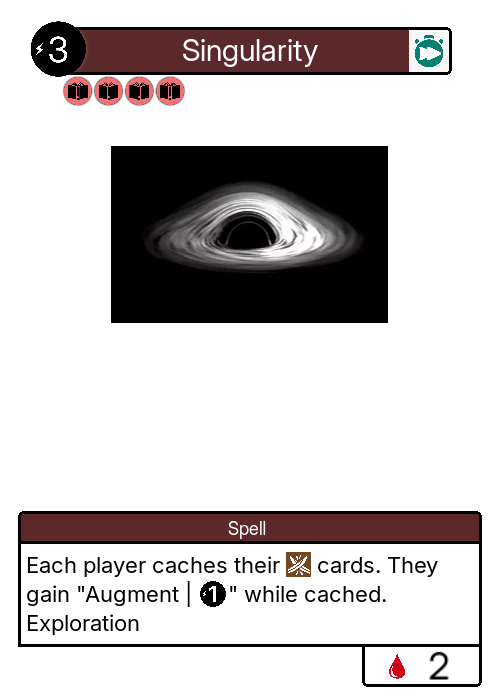 3
Singularity
Spell
Each player caches their cards. They
gain "Augment | 1" while cached.
Exploration
2